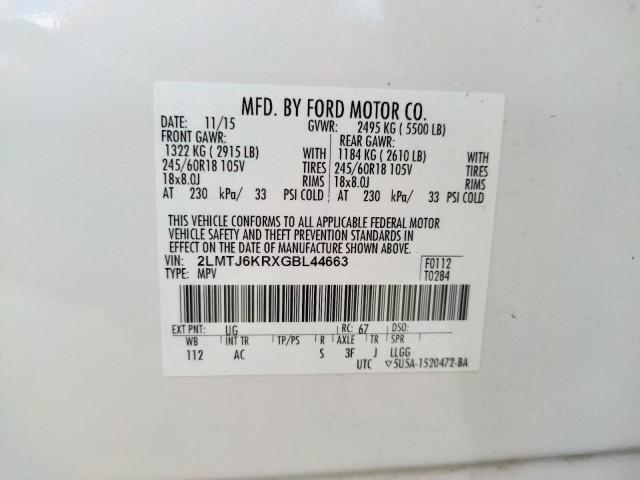 MFD. BY FORD MOTOR CO.
DATE: 11/15 GVWR: 2495 KG ( 5500 LB)
FRONT GAWR: REAR GAWR:
1322 KG ( 2915 LB) WITH 1184 KG ( 2610 LB) WITH
245/60R18 105V TIRES 245/60R18 105V TIRES
18x8.0J RIMS 18x8.0J RIMS
AT 230 kPa/ 33 PSI COLD AT 230 kPa/ 33 PSI COLD
THIS VEHICLE CONFORMS TO ALL APPLICABLE FEDERAL MOTOR
VEHICLE SAFETY AND THEFT PREVENTION STANDARDS IN
EFFECT ON THE DATE OF MANUFACTURE SHOWN ABOVE.
VIN: 2LMTJ6KRXGBL44663 F0112
TYPE: MPV T0284
EXT PNT: UG RC: 67 DSO:
WB INT TR TP/PS R AXLE TR SPR
112 AC S 3F J LLGG
UTC ▽5U5A-1520472-BA